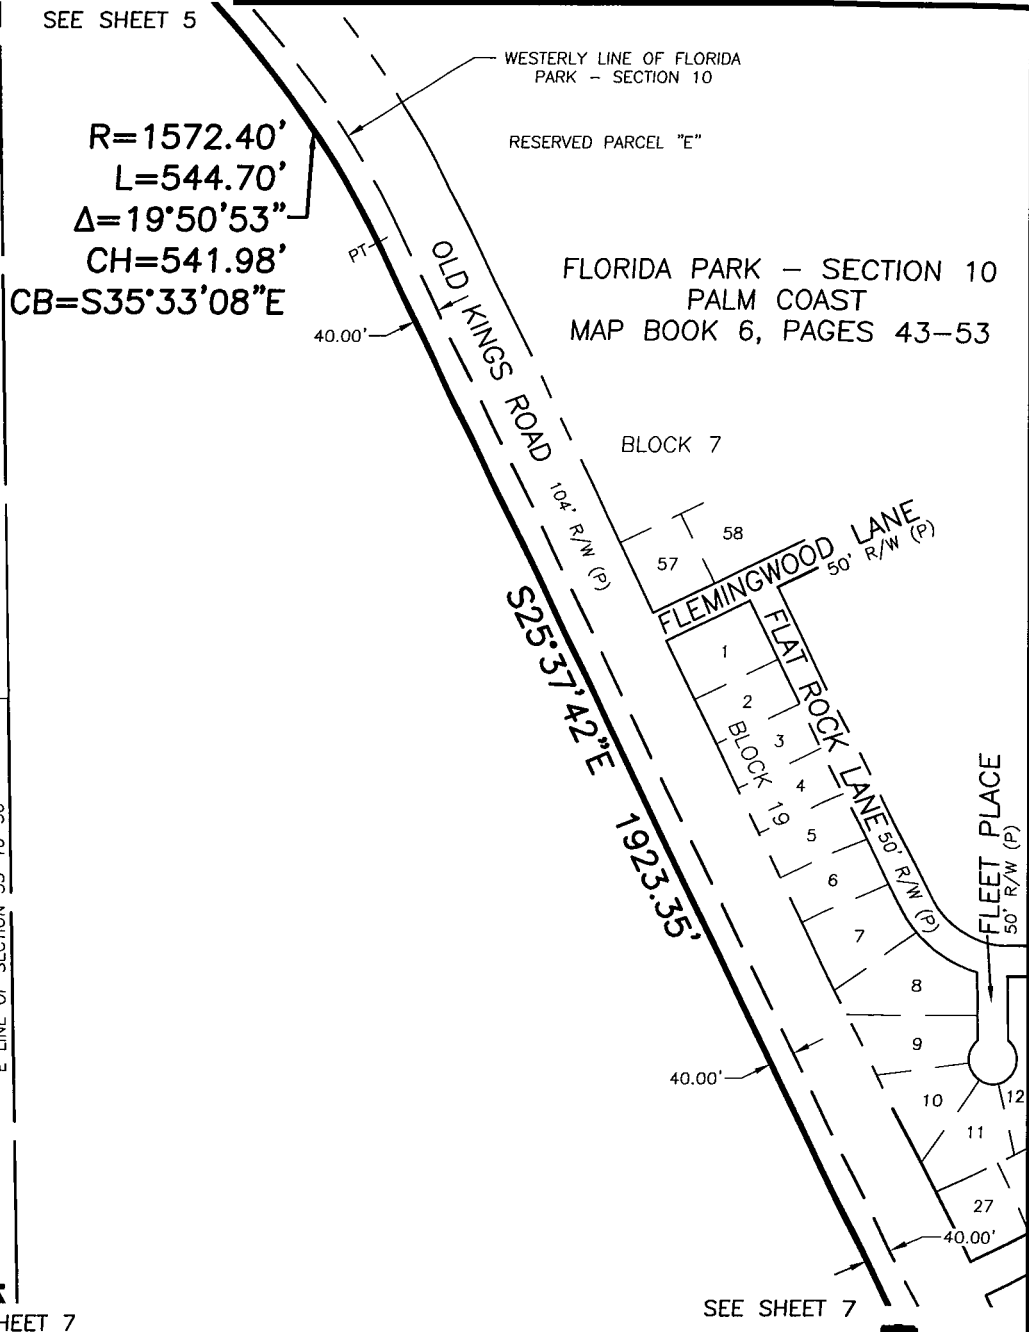 SEE SHEET 5
WESTERLY LINE OF FLORIDA
PARK - SECTION 10
RESERVED PARCEL "E"
R=1572.40'
L=544.70'
Δ=19°50'53"
CH=541.98'
CB=S35°33'08"E
PT
40.00'
OLD KINGS ROAD
104' R/W (P)
FLORIDA PARK - SECTION 10
PALM COAST
MAP BOOK 6, PAGES 43-53
BLOCK 7
57
58
FLEMINGWOOD LANE
50' R/W (P)
S25°37'42"E 1923.35'
FLAT ROCK LANE
50' R/W (P)
BLOCK 19
1
2
3
4
5
6
7
8
9
10
11
12
27
FLEET PLACE
50' R/W (P)
40.00'
40.00'
E LINE OF SECTION
SEE SHEET 7
HEET 7